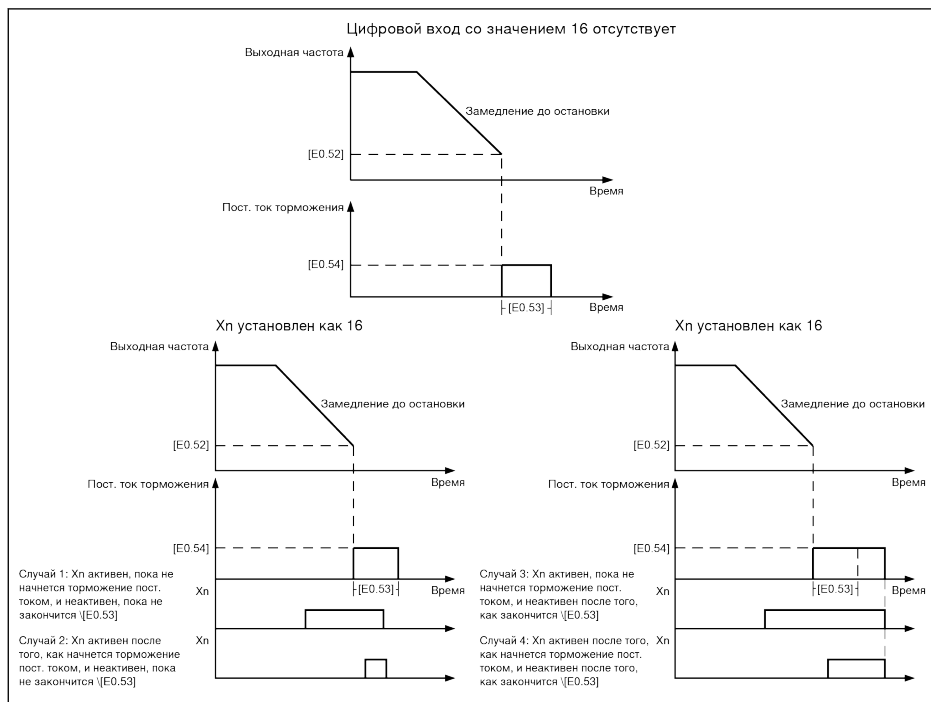 Цифровой вход со значением 16 отсутствует
Выходная частота
Замедление до остановки
[E0.52]
Время
Пост. ток торможения
[E0.54]
[E0.53]
Время
Xn установлен как 16
Выходная частота
Замедление до остановки
[E0.52]
Время
Пост. ток торможения
[E0.54]
[E0.53]
Случай 1: Xn активен, пока не
начнется торможение пост.
током, и неактивен, пока не
закончится \[E0.53]
Xn
Случай 2: Xn активен после
того, как начнется торможение
пост. током, и неактивен, пока
не закончится \[E0.53]
Xn установлен как 16
Выходная частота
Замедление до остановки
[E0.52]
Время
Пост. ток торможения
[E0.54]
[E0.53]
Случай 3: Xn активен, пока не
начнется торможение пост.
током, и неактивен после того,
как закончится \[E0.53]
Xn
Случай 4: Xn активен после того,
как начнется торможение пост.
током, и неактивен после того,
как закончится \[E0.53]
Xn